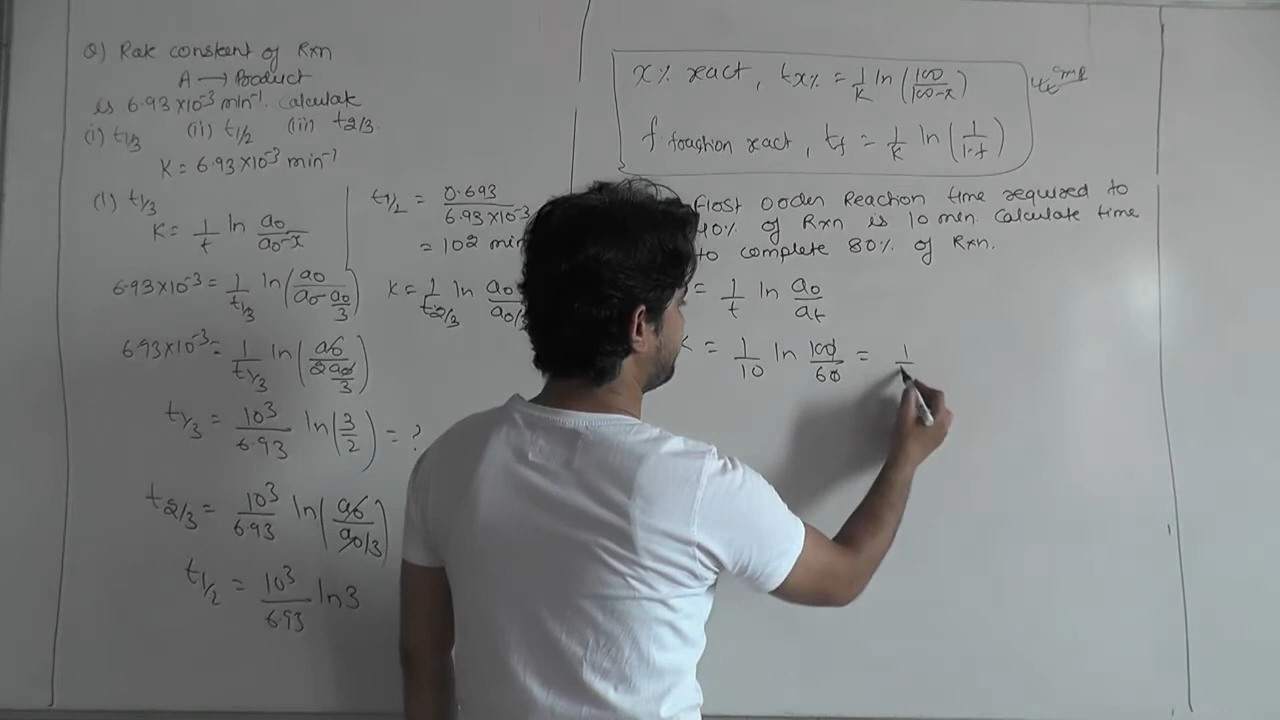 Q) Rate constant of Rxn
A → Product
is 6.93×10⁻³ min⁻¹. Calculate
(i) t1/3 (ii) t1/2 (iii) t2/3.
K = 6.93×10⁻³ min⁻¹
(i) t1/3
K = 1/t ln a0/a0-x
6.93×10⁻³ = 1/t1/3 ln(a0/a0-a0/3)
6.93×10⁻³ = 1/t1/3 ln(a0/2a0/3)
t1/3 = 10³/6.93 ln(3/2) = ?
t2/3 = 10³/6.93 ln(a0/a0/3)
t1/2 = 10³/6.93 ln3
t1/2 = 0.693/6.93×10⁻³
= 10² min
K = 1/t2/3 ln a0/a0/3
x% react, tx% = 1/K ln(100/100-x)
f fraction react, tf = 1/K ln(1/1-f)
First order Reaction time required to
40% of Rxn is 10 min. Calculate time
to complete 80% of Rxn.
= 1/t ln a0/at
K = 1/10 ln 100/60 = 1